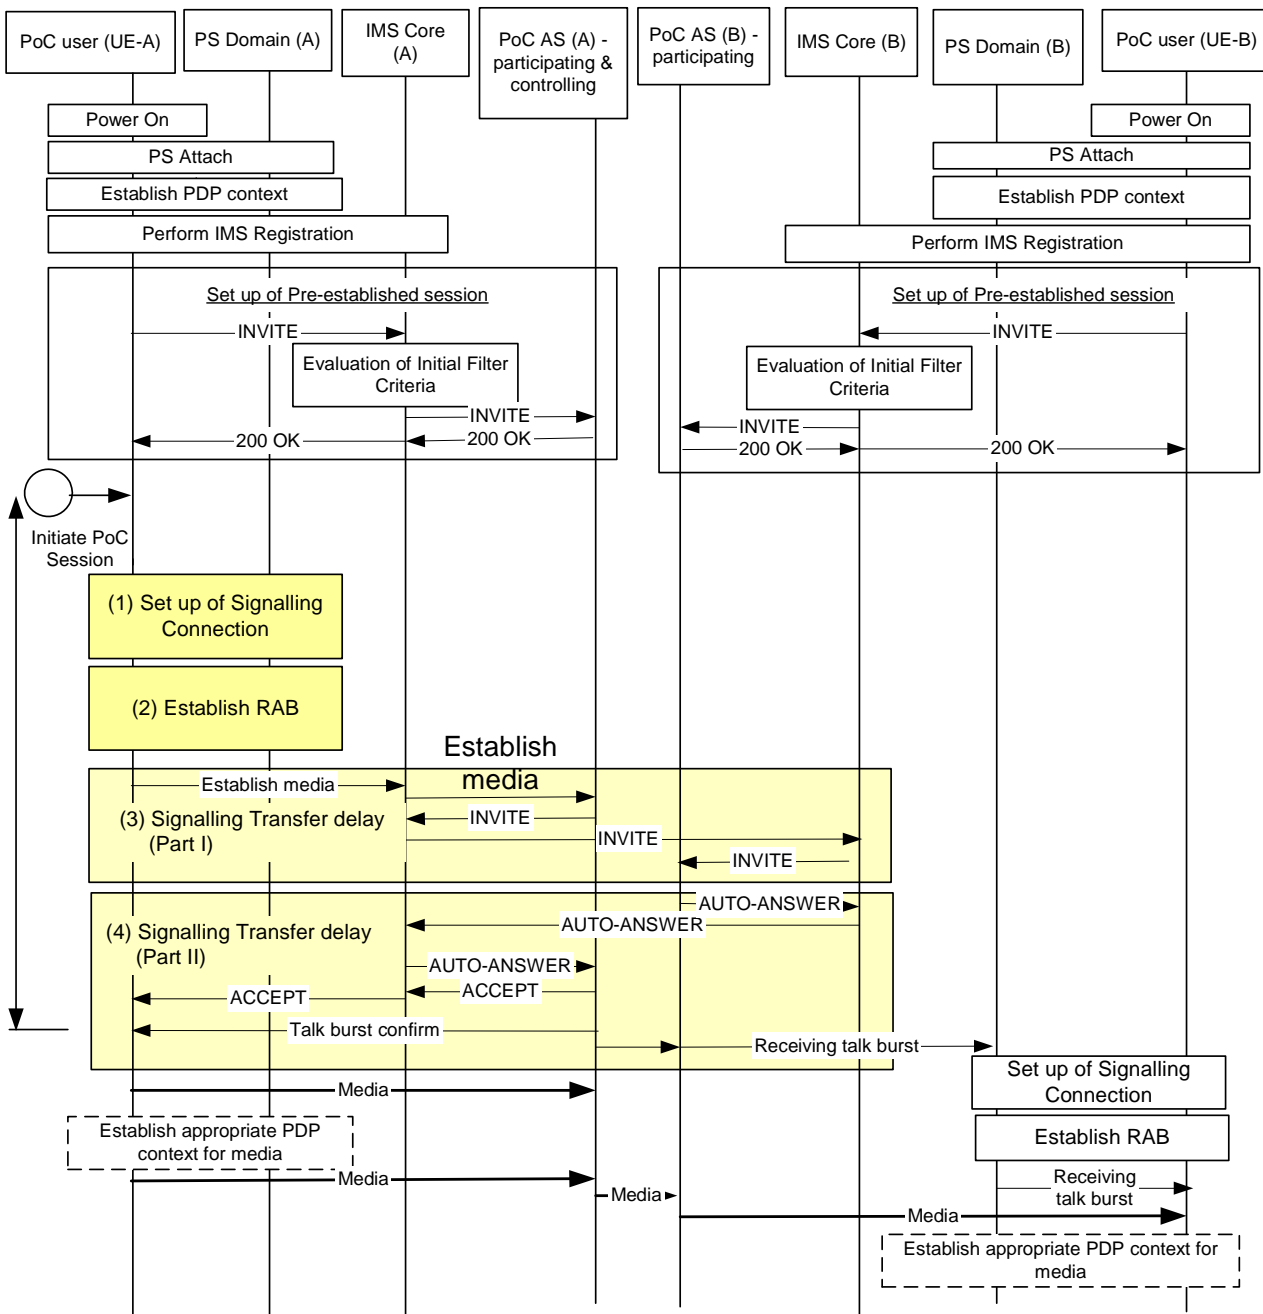 PoC user (UE-A)
PS Domain (A)
IMS Core
(A)
PoC AS (A) -
participating &
controlling
PoC AS (B) -
participating
IMS Core (B)
PS Domain (B)
PoC user (UE-B)
Power On
Power On
PS Attach
PS Attach
Establish PDP context
Establish PDP context
Perform IMS Registration
Perform IMS Registration
Set up of Pre-established session
Set up of Pre-established session
INVITE
INVITE
Evaluation of Initial Filter
Criteria
Evaluation of Initial Filter
Criteria
INVITE
INVITE
200 OK
200 OK
200 OK
200 OK
Initiate PoC
Session
(1) Set up of Signalling
Connection
(2) Establish RAB
Establish
media
Establish media
(3) Signalling Transfer delay
(Part I)
INVITE
INVITE
INVITE
AUTO-ANSWER
AUTO-ANSWER
(4) Signalling Transfer delay
(Part II)
AUTO-ANSWER
ACCEPT
ACCEPT
Talk burst confirm
Receiving talk burst
Set up of Signalling
Connection
Media
Establish appropriate PDP
context for media
Establish RAB
Media
Receiving
talk burst
Media
Media
Establish appropriate PDP context for
media